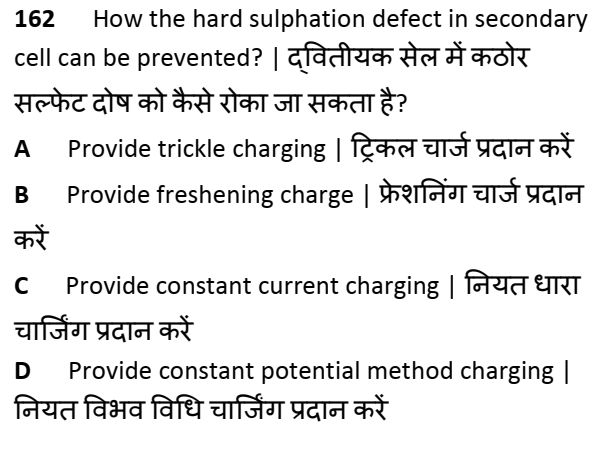 162 How the hard sulphation defect in secondary
cell can be prevented? | द्वितीयक सेल में कठोर
सल्फेट दोष को कैसे रोका जा सकता है?
A Provide trickle charging | ट्रिकल चार्ज प्रदान करें
B Provide freshening charge | फ्रेशनिंग चार्ज प्रदान
करें
C Provide constant current charging | नियत धारा
चार्जिंग प्रदान करें
D Provide constant potential method charging |
नियत विभव विधि चार्जिंग प्रदान करें